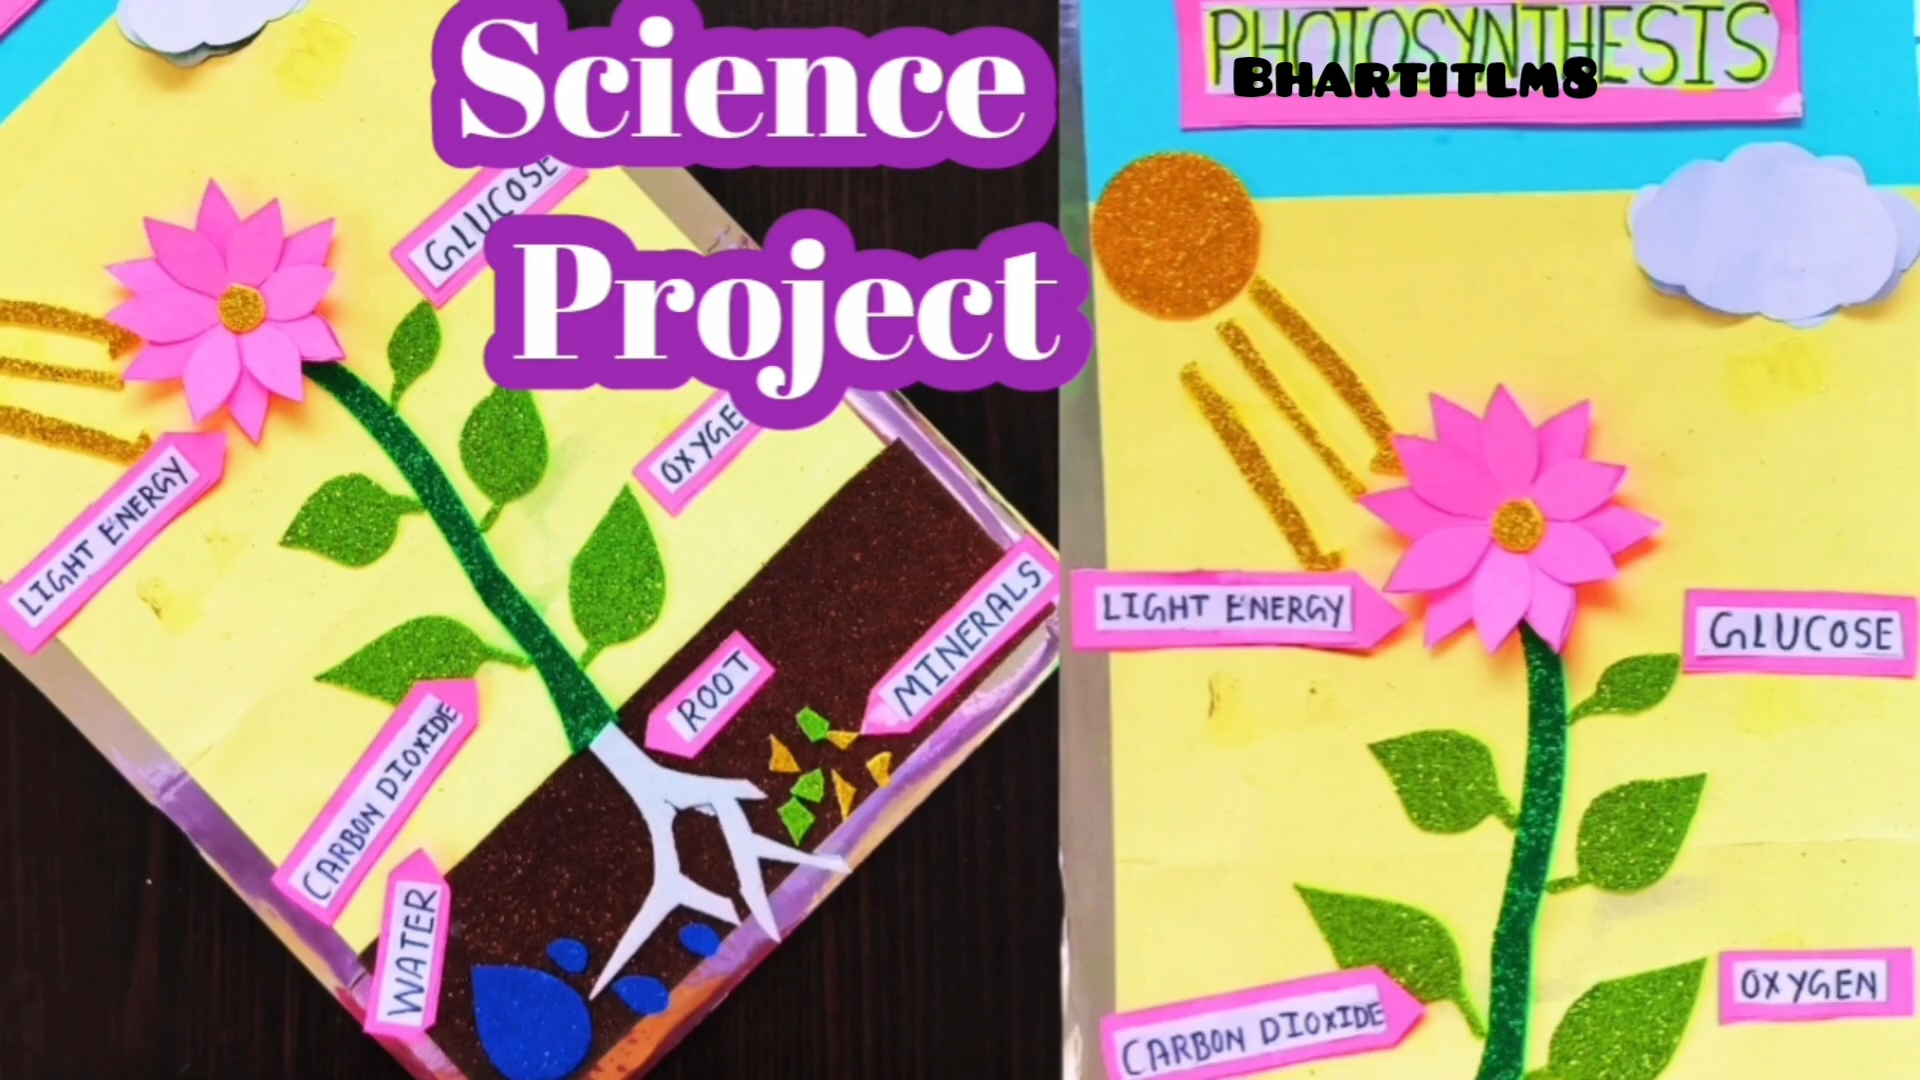 Science
Project
GLUCOSE
OXYGE
LIGHT ENERGY
MINERALS
ROOT
CARBON DIOXIDE
WATER
PHOTOSYNTHESIS
BHARTITLM8
LIGHT ENERGY
GLUCOSE
OXYGEN
CARBON DIOXIDE